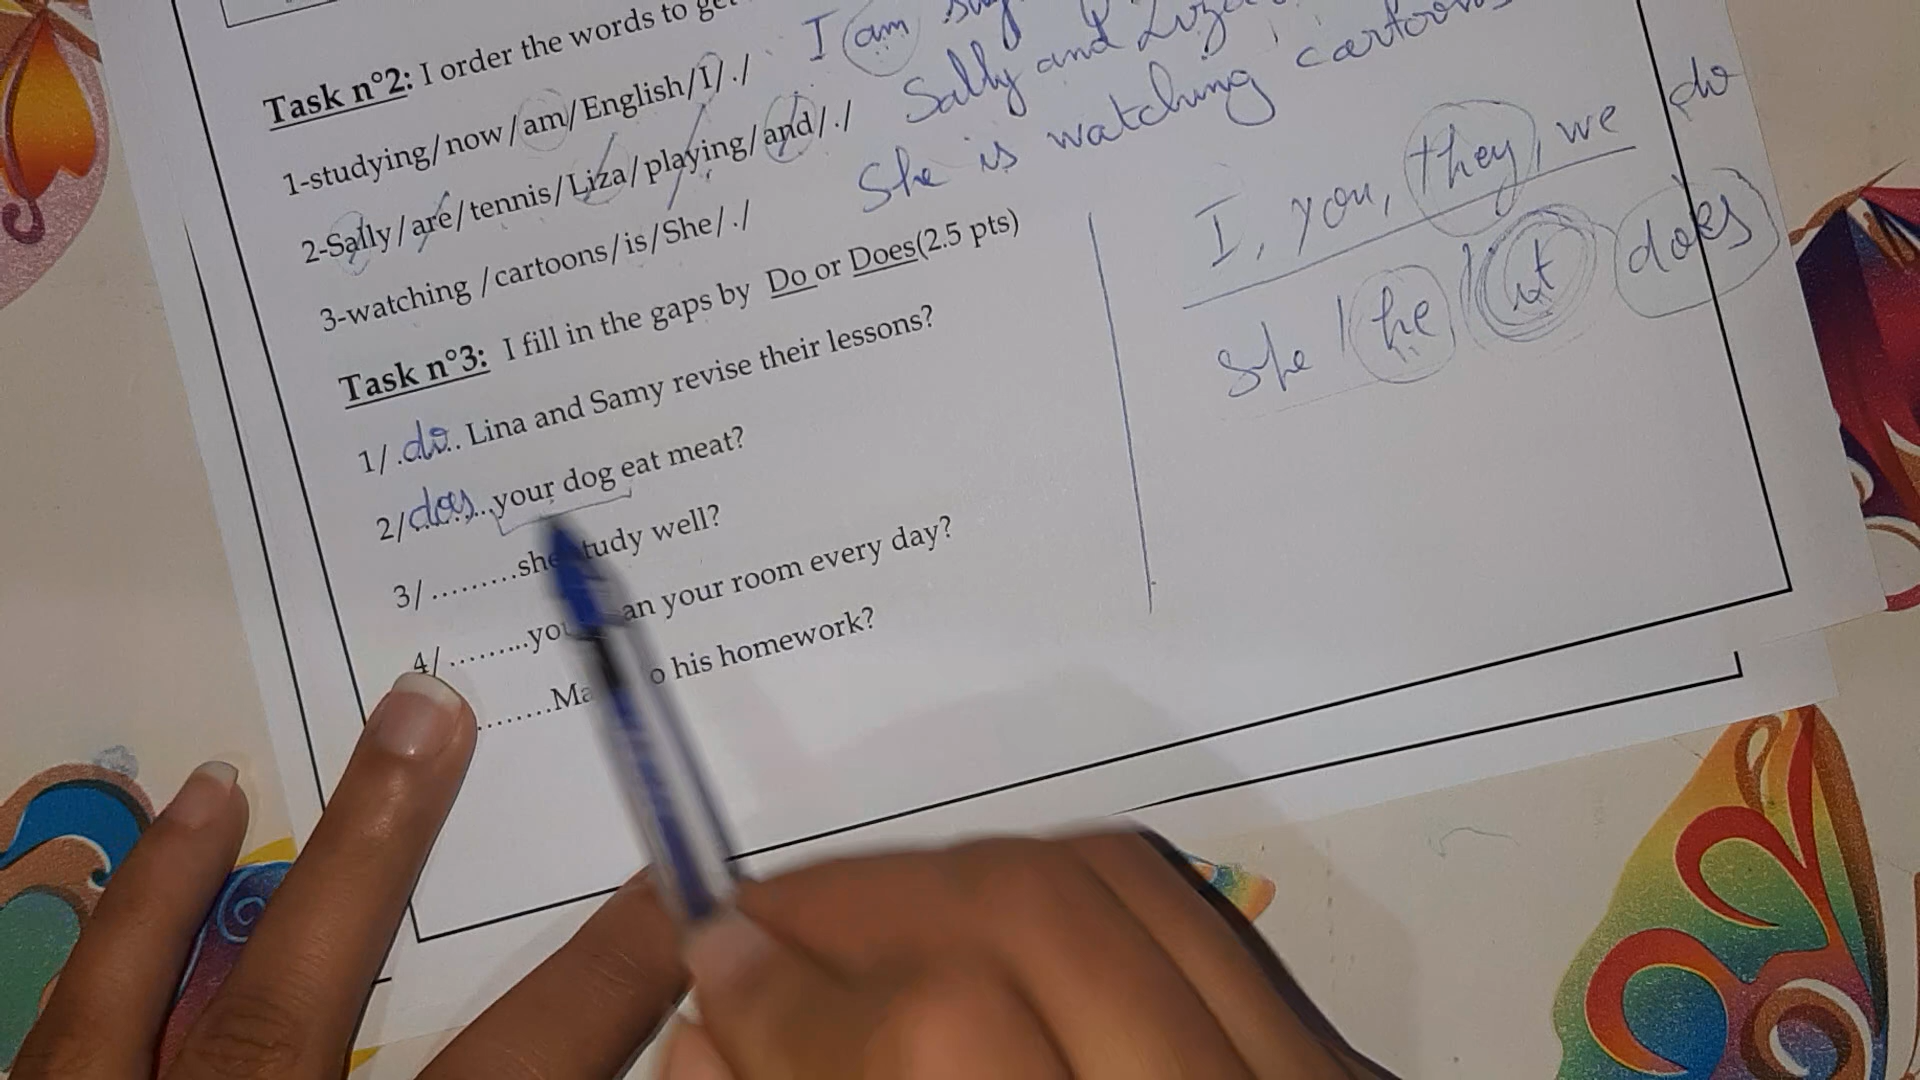 Task n°2: I order the words to get
1-studying/now/am/English/I/./ I am
2-Sally/are/tennis/Liza/playing/and/./ Sally and Liza
3-watching /cartoons/is/She/./ She is watching cartoons
Task n°3: I fill in the gaps by Do or Does(2.5 pts)
1/ .do.. Lina and Samy revise their lessons?
2/does...your dog eat meat?
3/ .........she study well?
4/ .........you an your room every day?
........Ma o his homework?
I, you, they, we do
she / he / it does